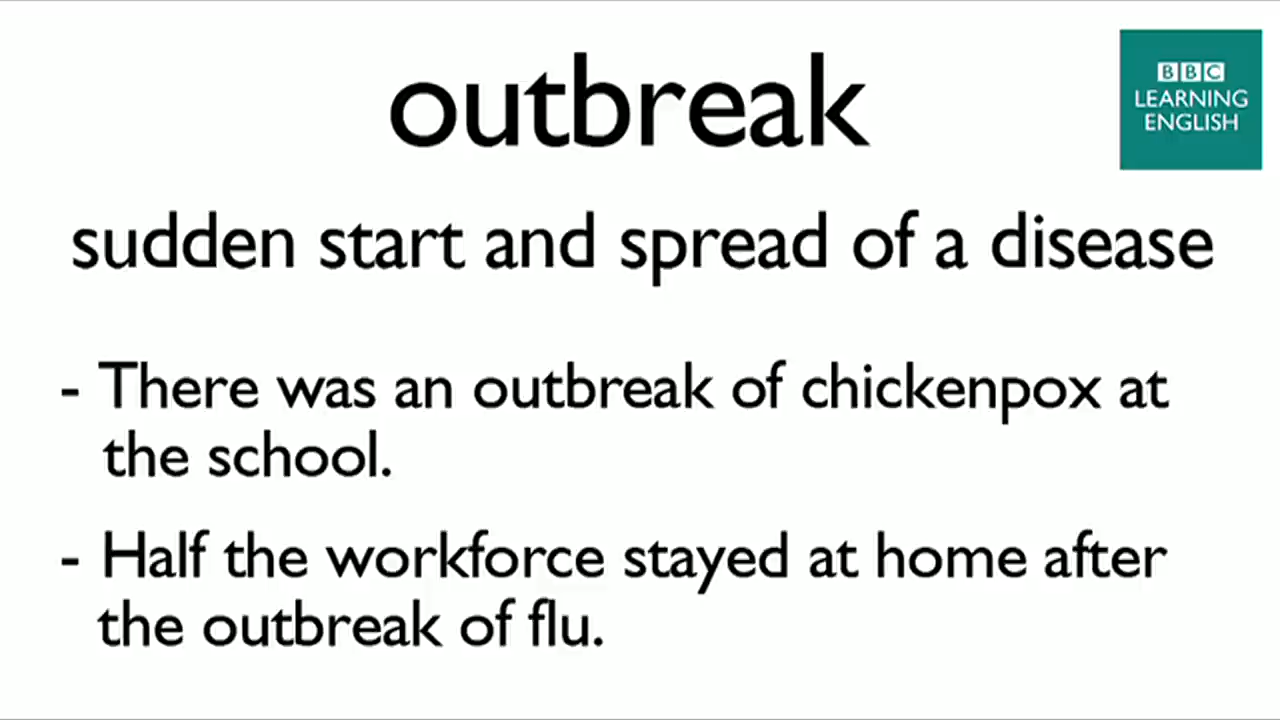 outbreak
BBC
LEARNING
ENGLISH
sudden start and spread of a disease
- There was an outbreak of chickenpox at
the school.
- Half the workforce stayed at home after
the outbreak of flu.